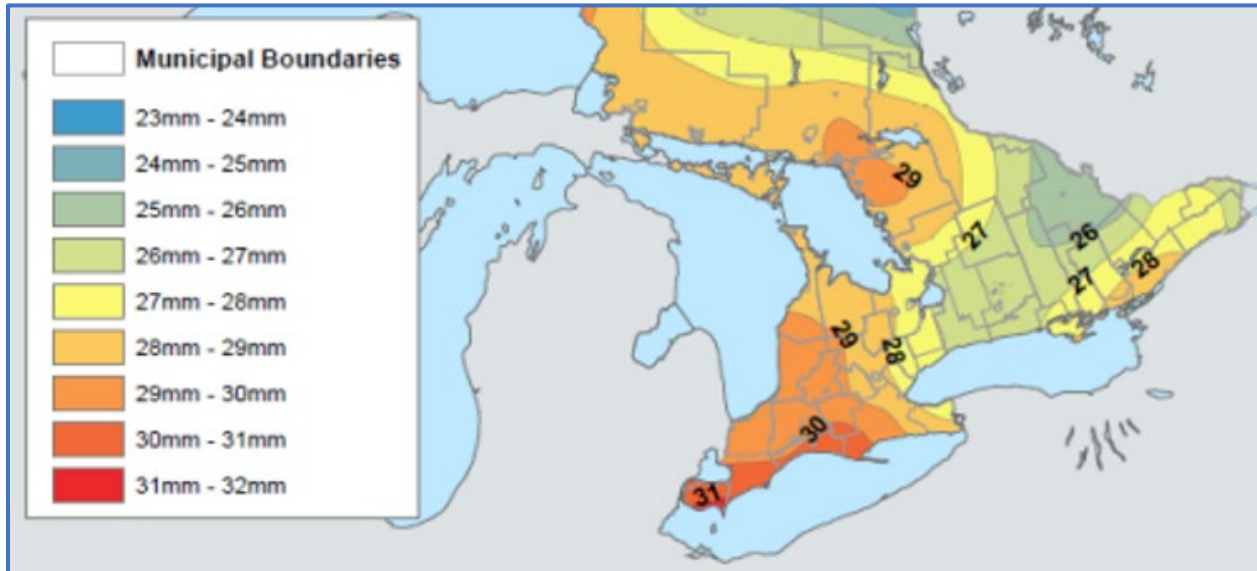 Municipal Boundaries
23mm - 24mm
24mm - 25mm
25mm - 26mm
26mm - 27mm
27mm - 28mm
28mm - 29mm
29mm - 30mm
30mm - 31mm
31mm - 32mm
29
27
26
28
27
29
28
30
31